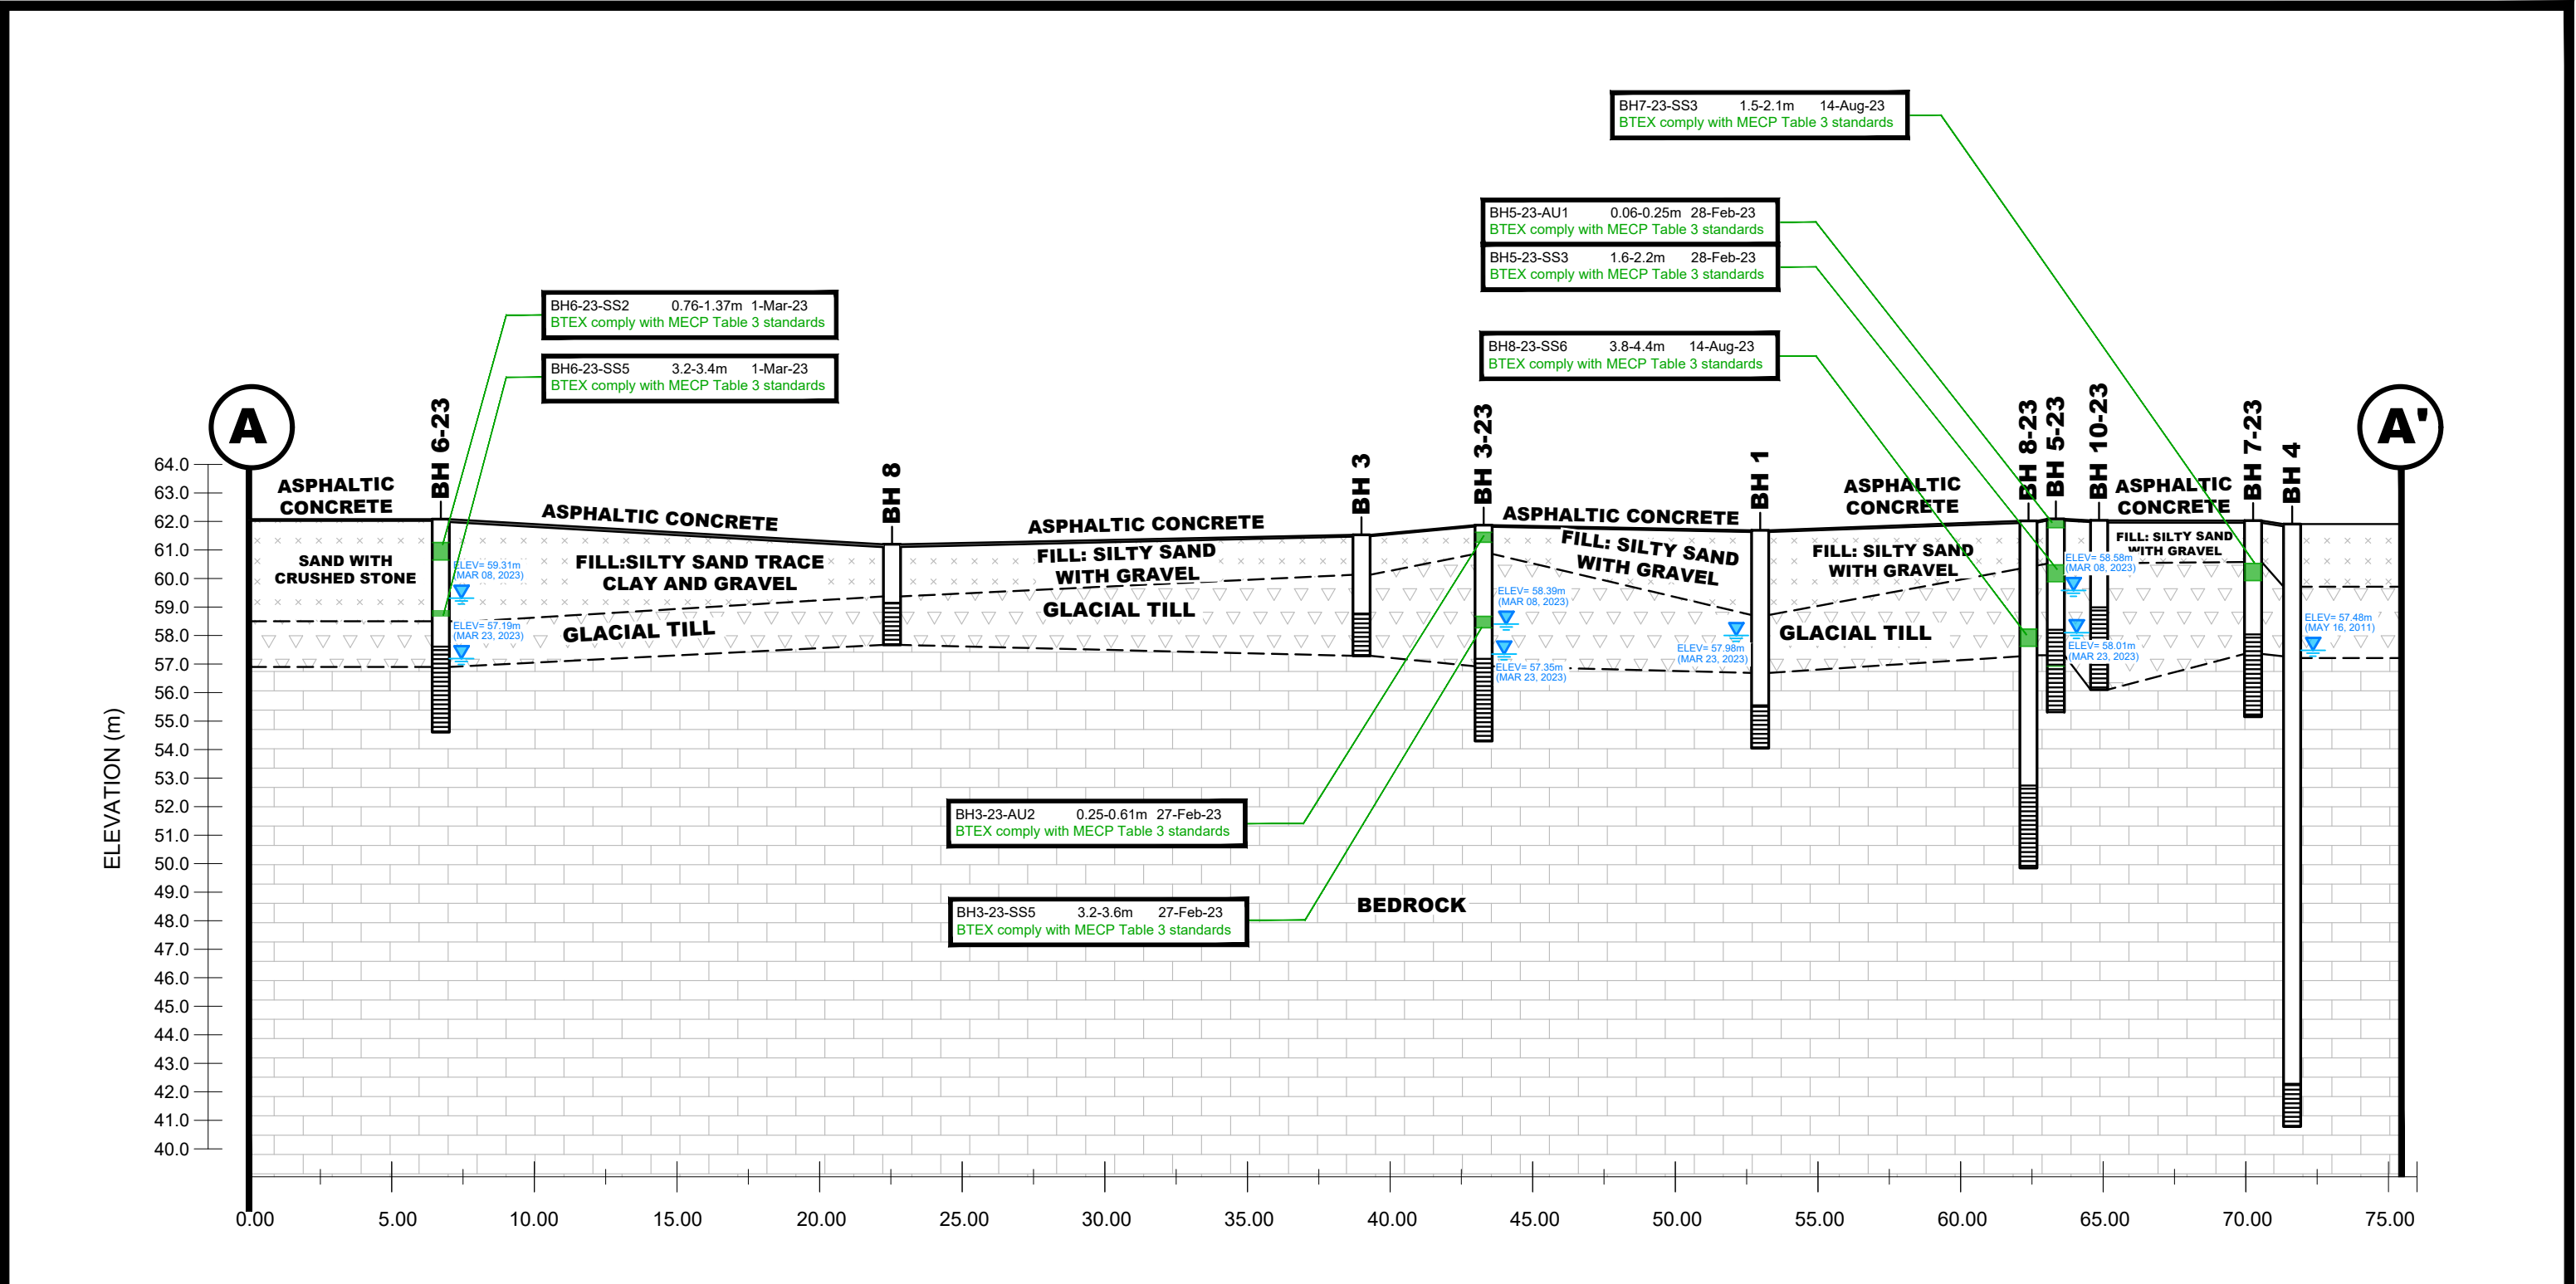 BH7-23-SS3 1.5-2.1m 14-Aug-23
BTEX comply with MECP Table 3 standards
BH5-23-AU1 0.06-0.25m 28-Feb-23
BTEX comply with MECP Table 3 standards
BH5-23-SS3 1.6-2.2m 28-Feb-23
BTEX comply with MECP Table 3 standards
BH6-23-SS2 0.76-1.37m 1-Mar-23
BTEX comply with MECP Table 3 standards
BH8-23-SS6 3.8-4.4m 14-Aug-23
BTEX comply with MECP Table 3 standards
BH6-23-SS5 3.2-3.4m 1-Mar-23
BTEX comply with MECP Table 3 standards
A
A'
BH 6-23
BH 8
BH 3
BH 3-23
BH 1
BH 8-23
BH 5-23
BH 10-23
BH 7-23
BH 4
ASPHALTIC
CONCRETE
ASPHALTIC CONCRETE
ASPHALTIC CONCRETE
ASPHALTIC CONCRETE
ASPHALTIC
CONCRETE
ASPHALTIC
CONCRETE
SAND WITH
CRUSHED STONE
FILL:SILTY SAND TRACE
CLAY AND GRAVEL
FILL: SILTY SAND
WITH GRAVEL
FILL: SILTY SAND
WITH GRAVEL
FILL: SILTY SAND
WITH GRAVEL
FILL: SILTY SAND
WITH GRAVEL
ELEV= 59.31m
(MAR 08, 2023)
ELEV= 57.19m
(MAR 23, 2023)
ELEV= 58.39m
(MAR 08, 2023)
ELEV= 57.35m
(MAR 23, 2023)
ELEV= 57.98m
(MAR 23, 2023)
ELEV= 58.58m
(MAR 08, 2023)
ELEV= 58.01m
(MAR 23, 2023)
ELEV= 57.48m
(MAY 16, 2011)
GLACIAL TILL
GLACIAL TILL
GLACIAL TILL
BH3-23-AU2 0.25-0.61m 27-Feb-23
BTEX comply with MECP Table 3 standards
BH3-23-SS5 3.2-3.6m 27-Feb-23
BTEX comply with MECP Table 3 standards
BEDROCK
ELEVATION (m)
64.0
63.0
62.0
61.0
60.0
59.0
58.0
57.0
56.0
55.0
54.0
53.0
52.0
51.0
50.0
49.0
48.0
47.0
46.0
45.0
44.0
43.0
42.0
41.0
40.0
0.00 5.00 10.00 15.00 20.00 25.00 30.00 35.00 40.00 45.00 50.00 55.00 60.00 65.00 70.00 75.00